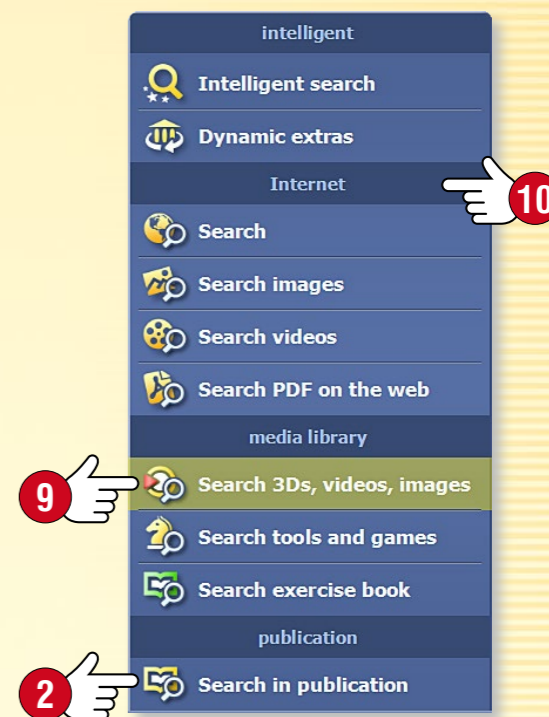 intelligent
Intelligent search
Dynamic extras
Internet
10
Search
Search images
Search videos
Search PDF on the web
media library
9
Search 3Ds, videos, images
Search tools and games
Search exercise book
publication
2
Search in publication